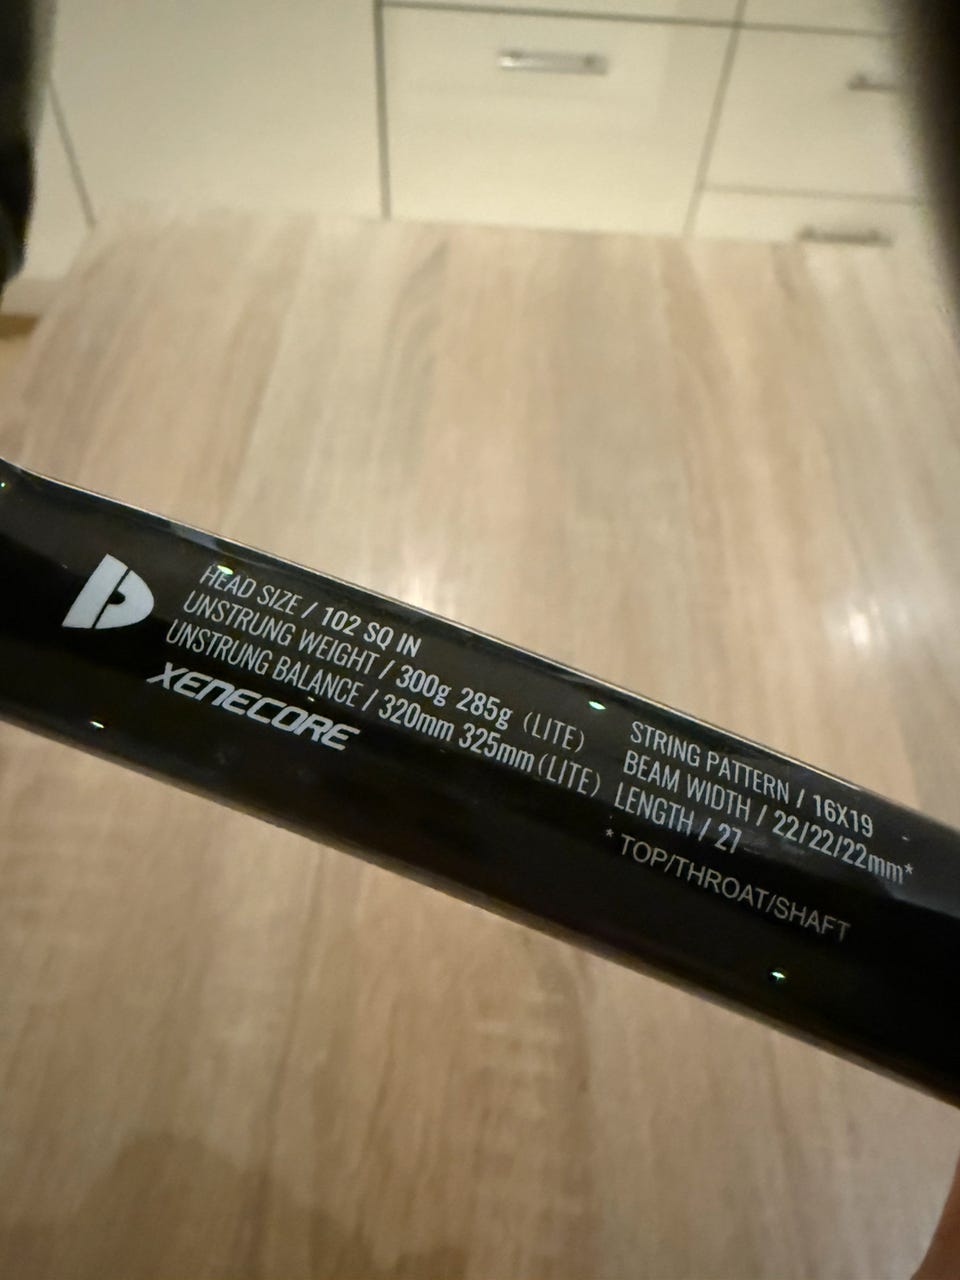 HEAD SIZE / 102 SQ IN
UNSTRUNG WEIGHT / 300g 285g (LITE)
UNSTRUNG BALANCE / 320mm 325mm (LITE)
XENECORE
STRING PATTERN / 16X19
BEAM WIDTH / 22/22/22mm*
LENGTH / 27
* TOP/THROAT/SHAFT